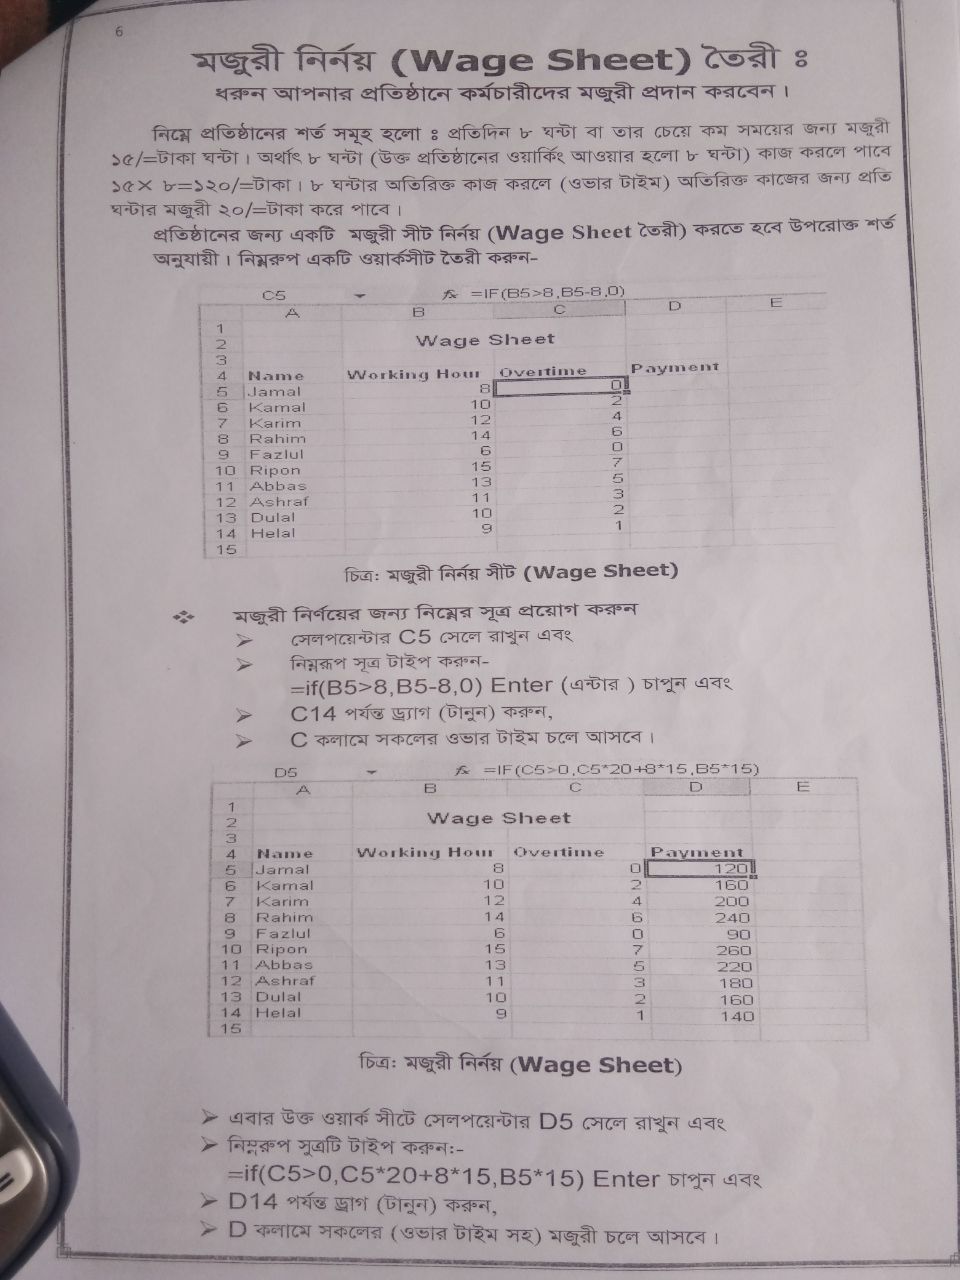 6
মজুরী নির্নয় (Wage Sheet) তৈরী ঃ
ধরুন আপনার প্রতিষ্ঠানে কর্মচারীদের মজুরী প্রদান করবেন।
নিম্নে প্রতিষ্ঠানের শর্ত সমূহ হলো ঃ প্রতিদিন ৮ ঘন্টা বা তার চেয়ে কম সময়ের জন্য মজুরী
১৫/=টাকা ঘন্টা। অর্থাৎ ৮ ঘন্টা (উক্ত প্রতিষ্ঠানের ওয়ার্কিং আওয়ার হলো ৮ ঘন্টা) কাজ করলে পাবে
১৫× ৮=১২০/=টাকা। ৮ ঘন্টার অতিরিক্ত কাজ করলে (ওভার টাইম) অতিরিক্ত কাজের জন্য প্রতি
ঘন্টার মজুরী ২০/=টাকা করে পাবে।
প্রতিষ্ঠানের জন্য একটি মজুরী সীট নির্নয় (Wage Sheet তৈরী) করতে হবে উপরোক্ত শর্ত
অনুযায়ী। নিম্নরুপ একটি ওয়ার্কসীট তৈরী করুন-
C5 fx =IF(B5>8,B5-8,0)
A B C D E
1
2 Wage Sheet
3
4 Name Working Hour Overtime Payment
5 Jamal 8 0
6 Kamal 10 2
7 Karim 12 4
8 Rahim 14 6
9 Fazlul 6 0
10 Ripon 15 7
11 Abbas 13 5
12 Ashraf 11 3
13 Dulal 10 2
14 Helal 9 1
15
চিত্র: মজুরী নির্নয় সীট (Wage Sheet)
❖ মজুরী নির্ণয়ের জন্য নিম্নের সূত্র প্রয়োগ করুন
➢ সেলপয়েন্টার C5 সেলে রাখুন এবং
➢ নিম্নরূপ সূত্র টাইপ করুন-
=if(B5>8,B5-8,0) Enter (এন্টার ) চাপুন এবং
➢ C14 পর্যন্ত ড্র্যাগ (টানুন) করুন,
➢ C কলামে সকলের ওভার টাইম চলে আসবে।
D5 fx =IF(C5>0,C5*20+8*15,B5*15)
A B C D E
1
2 Wage Sheet
3
4 Name Working Hour Overtime Payment
5 Jamal 8 0 120
6 Kamal 10 2 160
7 Karim 12 4 200
8 Rahim 14 6 240
9 Fazlul 6 0 90
10 Ripon 15 7 260
11 Abbas 13 5 220
12 Ashraf 11 3 180
13 Dulal 10 2 160
14 Helal 9 1 140
15
চিত্র: মজুরী নির্নয় (Wage Sheet)
➢ এবার উক্ত ওয়ার্ক সীটে সেলপয়েন্টার D5 সেলে রাখুন এবং
➢ নিম্নরুপ সুত্রটি টাইপ করুন:-
=if(C5>0,C5*20+8*15,B5*15) Enter চাপুন এবং
➢ D14 পর্যন্ত ড্রাগ (টানুন) করুন,
➢ D কলামে সকলের (ওভার টাইম সহ) মজুরী চলে আসবে।